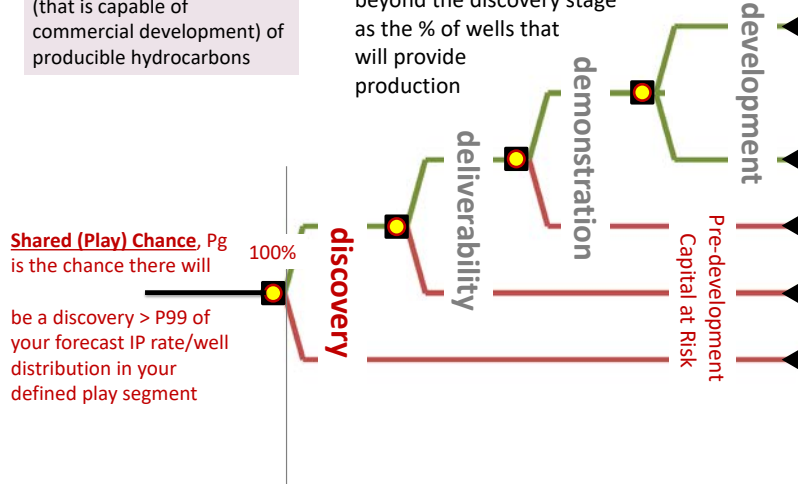 (that is capable of
commercial development) of
producible hydrocarbons
beyond the discovery stage
as the % of wells that
will provide
production
development
demonstration
deliverability
discovery
Shared (Play) Chance, Pg
is the chance there will
100%
be a discovery > P99 of
your forecast IP rate/well
distribution in your
defined play segment
Pre-development
Capital at Risk